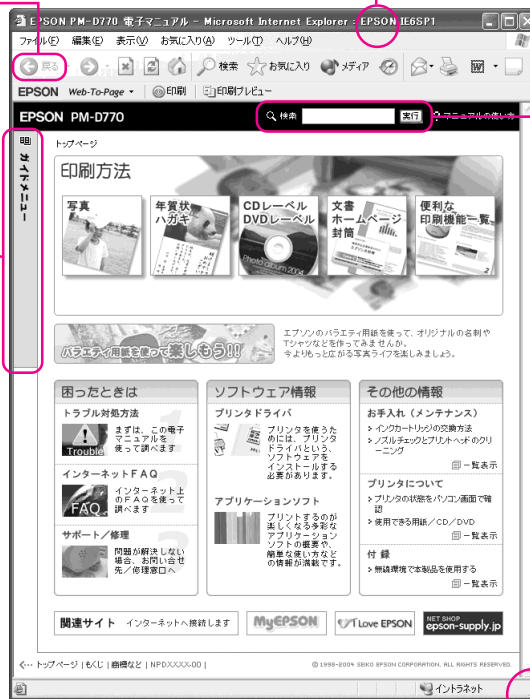 EPSON PM-D770 電子マニュアル - Microsoft Internet Explorer : EPSON IE6SP1
ファイル(F) 編集(E) 表示(V) お気に入り(A) ツール(T) ヘルプ(H)
戻る 検索 お気に入り メディア
EPSON Web-To-Page 印刷 印刷プレビュー
EPSON PM-D770 検索 実行 ? マニュアルの使い方
ガイドメニュー
トップページ
印刷方法
写真
年賀状
ハガキ
CDレーベル
DVDレーベル
Photo album 2004
文書
ホームページ
封筒
便利な
印刷機能一覧
バラエティ用紙を使って楽しもう!!
エプソンのバラエティ用紙を使って、オリジナルの名刺や
Tシャツなどを作ってみませんか。
今よりもっと広がる写真ライフを楽しみましょう。
困ったときは
トラブル対処方法
1
Trouble
まずは、この電子
マニュアルを
使って調べます
インターネットFAQ
2
FAQ
インターネット上
のFAQを使って
調べます
サポート/修理
3
問題が解決しない
場合、お問い合せ
先/修理窓口へ
ソフトウェア情報
プリンタドライバ
プリンタを使うた
めには、プリンタ
ドライバという、
ソフトウェアを
インストールする
必要があります。
アプリケーションソフト
プリントするのが
楽しくなる多彩な
アプリケーション
ソフトの概要や、
簡単な使い方など
の情報が満載です。
その他の情報
お手入れ(メンテナンス)
> インクカートリッジの交換方法
> ノズルチェックとプリントヘッドのクリ
ーニング
一覧表示
プリンタについて
> プリンタの状態をパソコン画面で確
認
> 使用できる用紙/CD/DVD
一覧表示
付 録
> 無線環境で本製品を使用する
一覧表示
関連サイト インターネットへ接続します
MyEPSON
I Love EPSON
NET SHOP
epson-supply.jp
トップページ | もくじ | 商標など | NPDXXXX-00 |
© 1998-2004 SEIKO EPSON CORPORATION. ALL RIGHTS RESERVED.
イントラネット